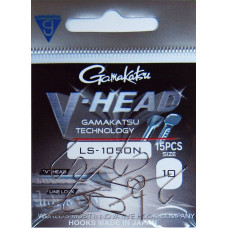 Gamakatsu
V-HEAD
GAMAKATSU
TECHNOLOGY
LS-1050N
15PCS
SIZE
10
"V" HEAD
LINE LOCK
HOOKS MADE IN JAPAN